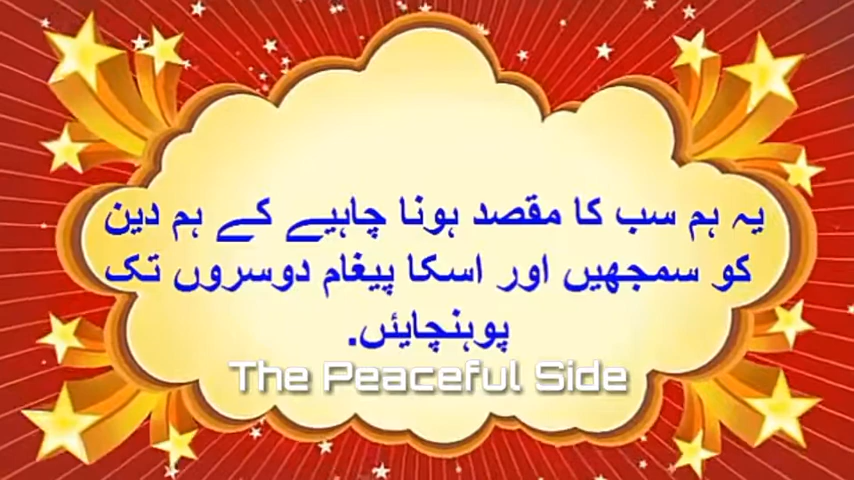 یہ ہم سب کا مقصد ہونا چاہیے کے ہم دین
کو سمجھیں اور اسکا پیغام دوسروں تک
پوہنچایئں.
The Peaceful Side